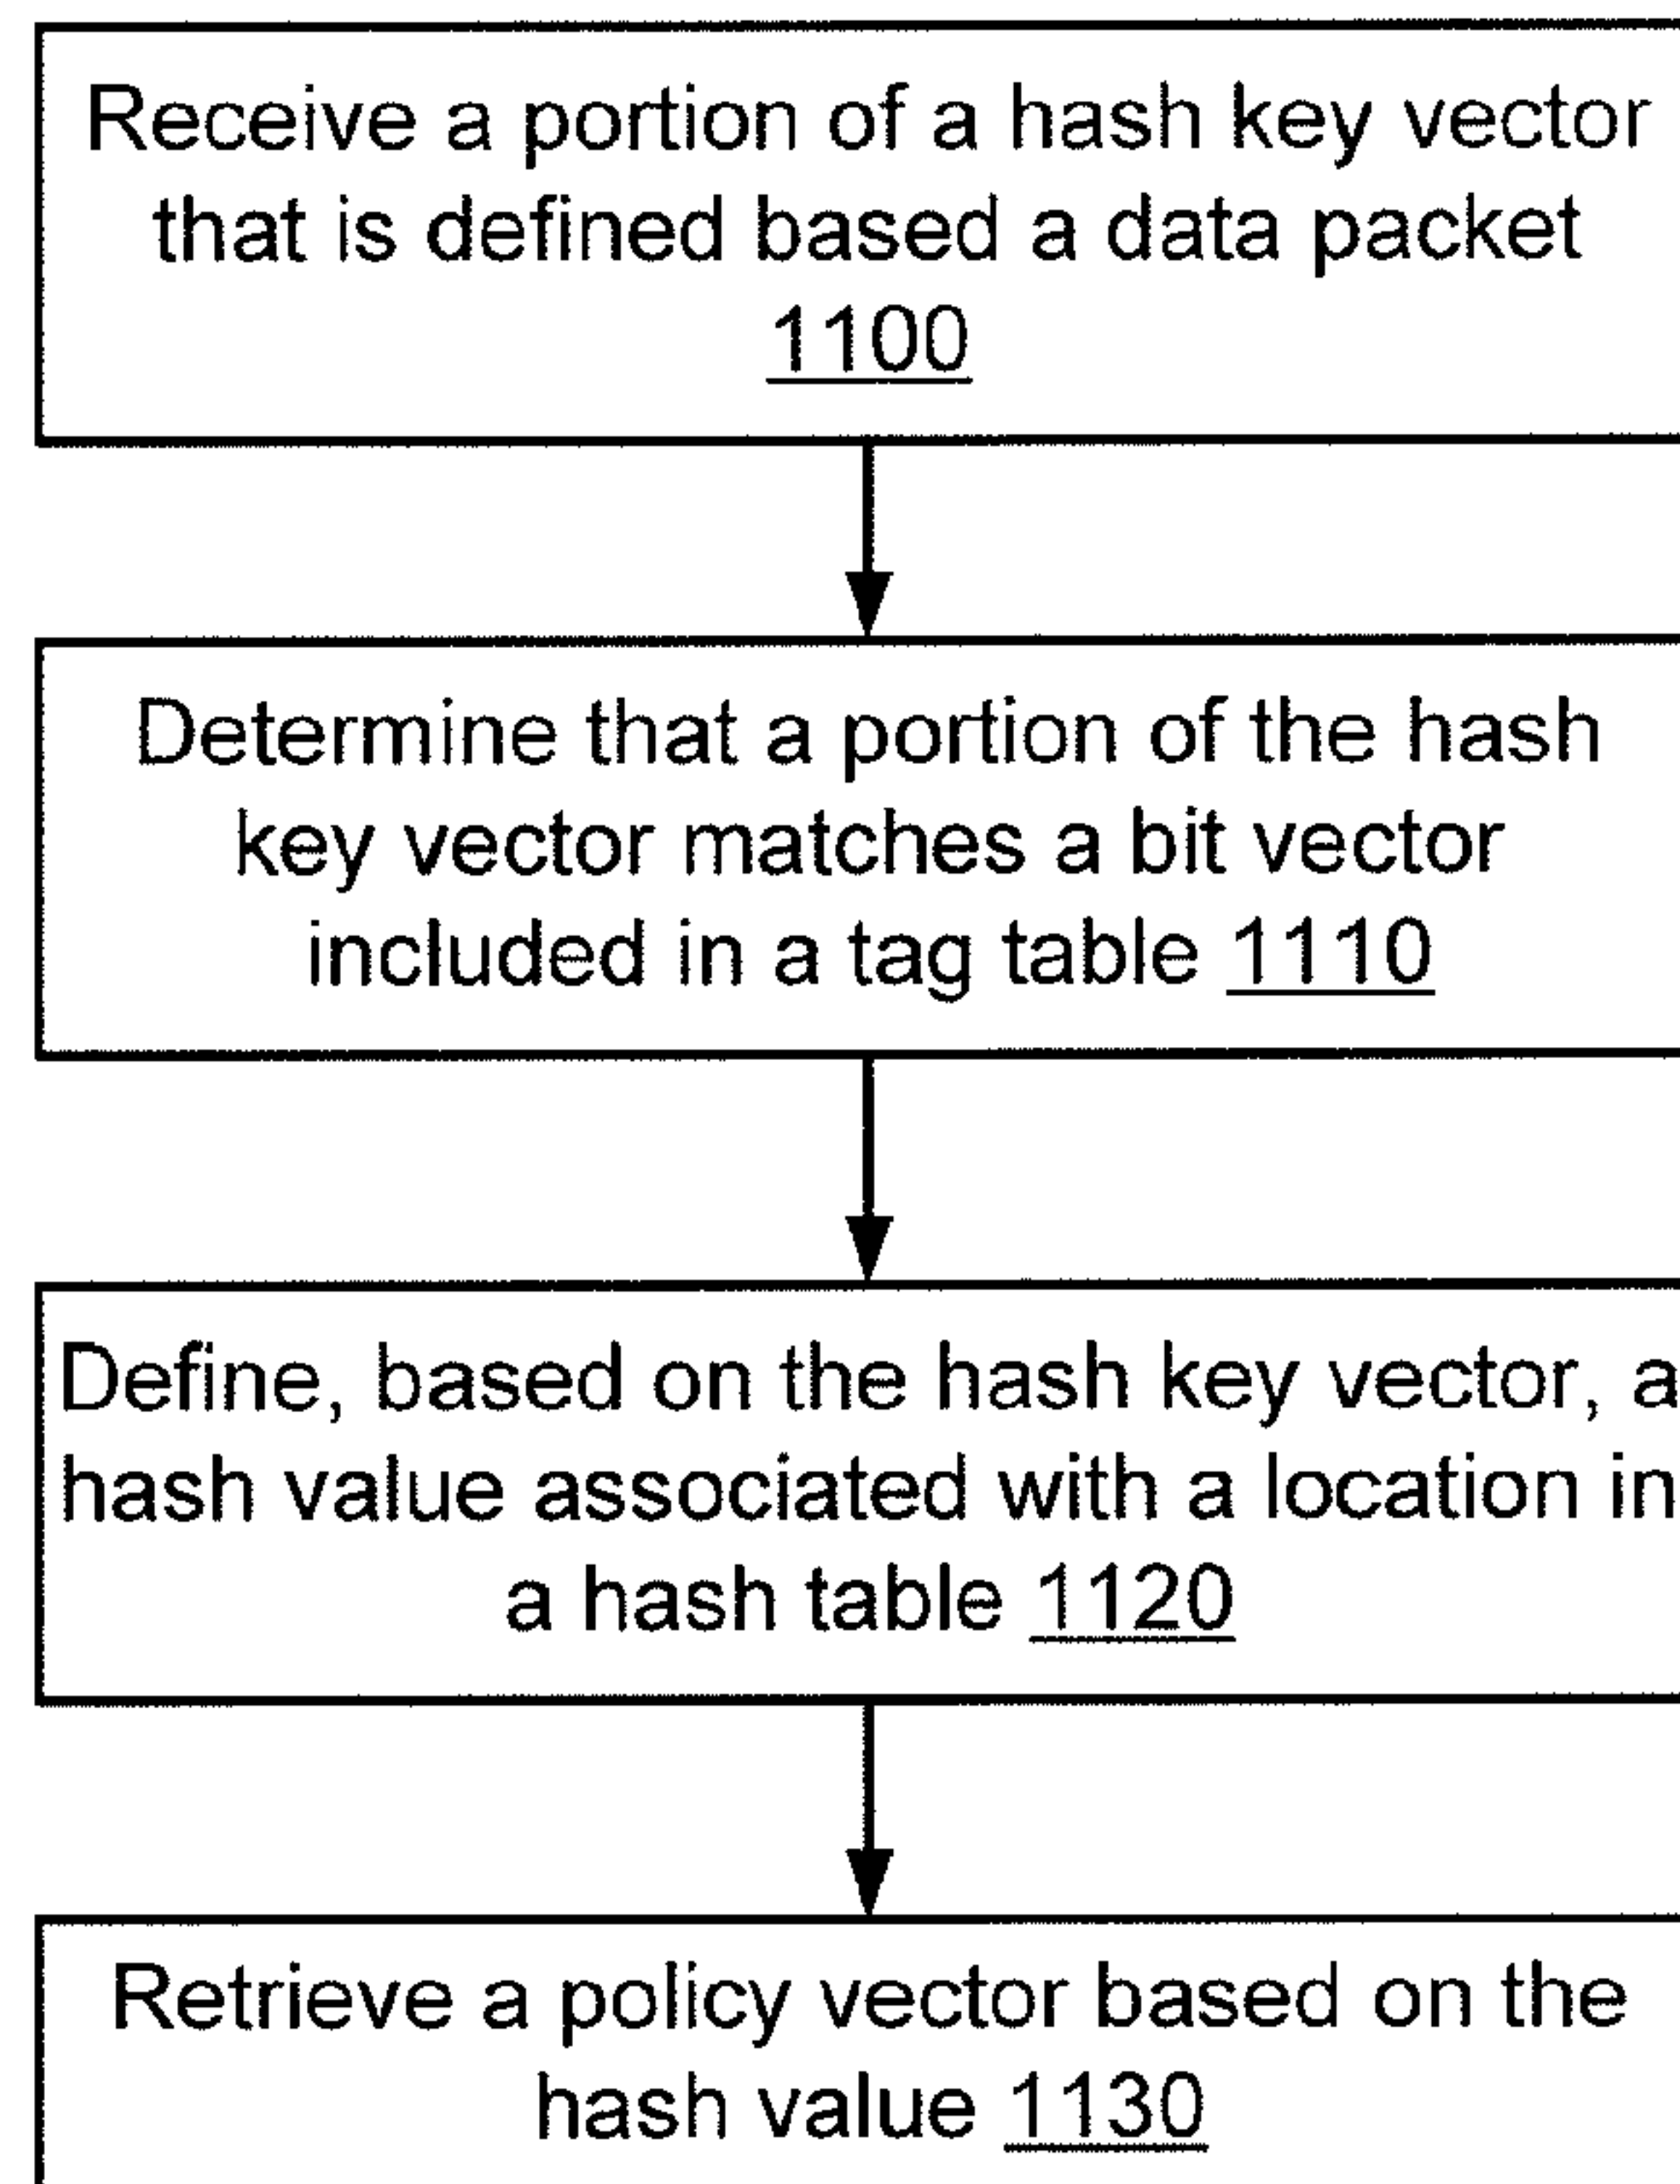 Receive a portion of a hash key vector
that is defined based a data packet
1100
Determine that a portion of the hash
key vector matches a bit vector
included in a tag table 1110
Define, based on the hash key vector, a
hash value associated with a location in
a hash table 1120
Retrieve a policy vector based on the
hash value 1130